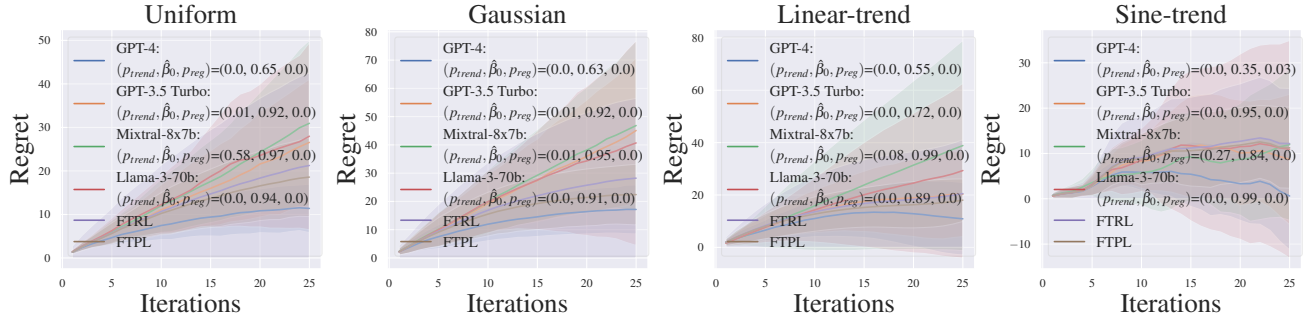 Uniform
Regret
50
40
30
20
10
0
GPT-4:
(p_trend, β̂_0, p_reg)=(0.0, 0.65, 0.0)
GPT-3.5 Turbo:
(p_trend, β̂_0, p_reg)=(0.01, 0.92, 0.0)
Mixtral-8x7b:
(p_trend, β̂_0, p_reg)=(0.58, 0.97, 0.0)
Llama-3-70b:
(p_trend, β̂_0, p_reg)=(0.0, 0.94, 0.0)
FTRL
FTPL
0 5 10 15 20 25
Iterations
Gaussian
Regret
80
70
60
50
40
30
20
10
0
GPT-4:
(p_trend, β̂_0, p_reg)=(0.0, 0.63, 0.0)
GPT-3.5 Turbo:
(p_trend, β̂_0, p_reg)=(0.01, 0.92, 0.0)
Mixtral-8x7b:
(p_trend, β̂_0, p_reg)=(0.01, 0.95, 0.0)
Llama-3-70b:
(p_trend, β̂_0, p_reg)=(0.0, 0.91, 0.0)
FTRL
FTPL
0 5 10 15 20 25
Iterations
Linear-trend
Regret
80
60
40
20
0
GPT-4:
(p_trend, β̂_0, p_reg)=(0.0, 0.55, 0.0)
GPT-3.5 Turbo:
(p_trend, β̂_0, p_reg)=(0.0, 0.72, 0.0)
Mixtral-8x7b:
(p_trend, β̂_0, p_reg)=(0.08, 0.99, 0.0)
Llama-3-70b:
(p_trend, β̂_0, p_reg)=(0.0, 0.89, 0.0)
FTRL
FTPL
0 5 10 15 20 25
Iterations
Sine-trend
Regret
30
20
10
0
−10
GPT-4:
(p_trend, β̂_0, p_reg)=(0.0, 0.35, 0.03)
GPT-3.5 Turbo:
(p_trend, β̂_0, p_reg)=(0.0, 0.95, 0.0)
Mixtral-8x7b:
(p_trend, β̂_0, p_reg)=(0.27, 0.84, 0.0)
Llama-3-70b:
(p_trend, β̂_0, p_reg)=(0.0, 0.99, 0.0)
FTRL
FTPL
0 5 10 15 20 25
Iterations